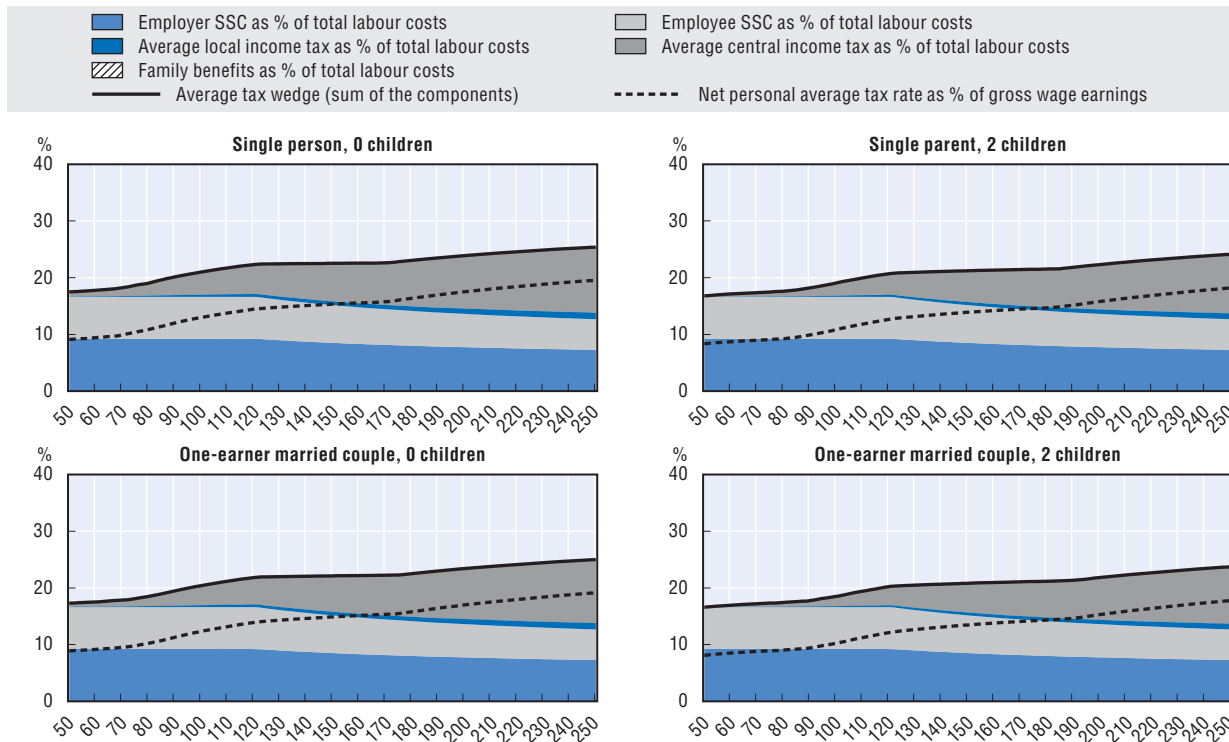 Employer SSC as % of total labour costs
Employee SSC as % of total labour costs
Average local income tax as % of total labour costs
Average central income tax as % of total labour costs
Family benefits as % of total labour costs
Average tax wedge (sum of the components)
Net personal average tax rate as % of gross wage earnings
Single person, 0 children
%
40
30
20
10
0
50 60 70 80 90 100 110 120 130 140 150 160 170 180 190 200 210 220 230 240 250
Single parent, 2 children
%
40
30
20
10
0
50 60 70 80 90 100 110 120 130 140 150 160 170 180 190 200 210 220 230 240 250
One-earner married couple, 0 children
%
40
30
20
10
0
50 60 70 80 90 100 110 120 130 140 150 160 170 180 190 200 210 220 230 240 250
One-earner married couple, 2 children
%
40
30
20
10
0
50 60 70 80 90 100 110 120 130 140 150 160 170 180 190 200 210 220 230 240 250